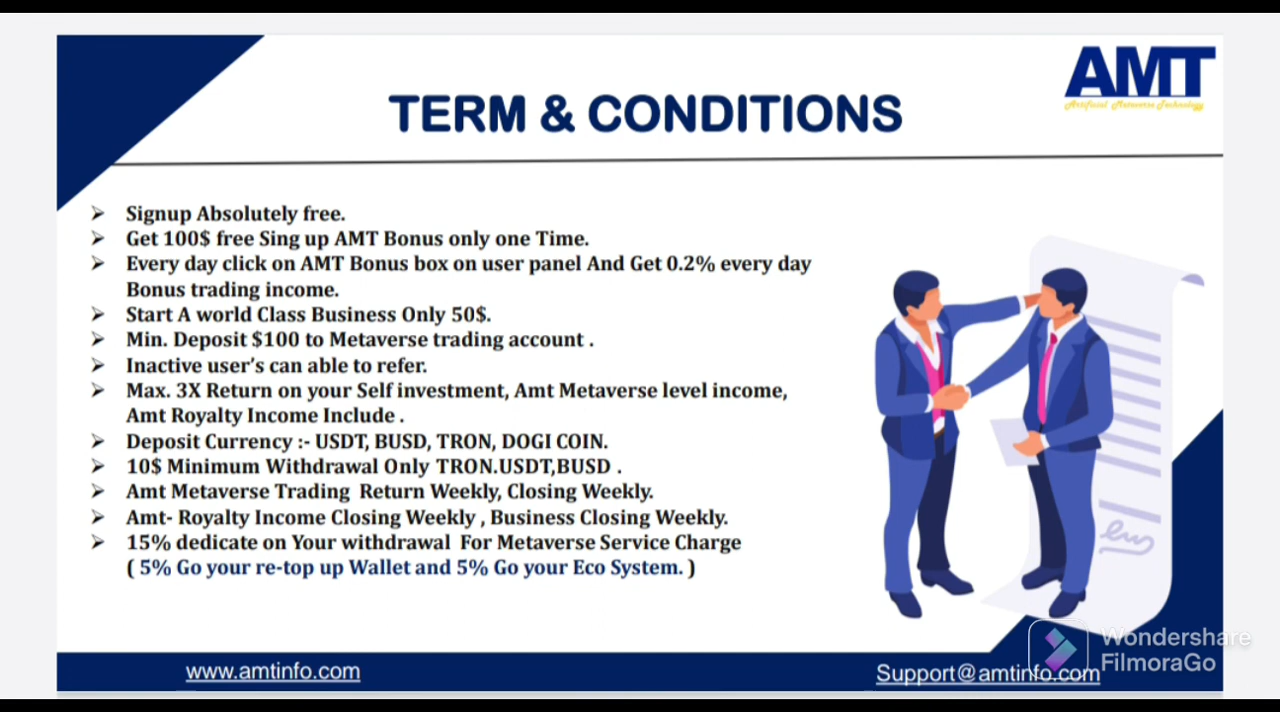 AMT
Artificial Metaverse Technology
TERM & CONDITIONS
➢ Signup Absolutely free.
➢ Get 100$ free Sing up AMT Bonus only one Time.
➢ Every day click on AMT Bonus box on user panel And Get 0.2% every day
Bonus trading income.
➢ Start A world Class Business Only 50$.
➢ Min. Deposit $100 to Metaverse trading account .
➢ Inactive user's can able to refer.
➢ Max. 3X Return on your Self investment, Amt Metaverse level income,
Amt Royalty Income Include .
➢ Deposit Currency :- USDT, BUSD, TRON, DOGI COIN.
➢ 10$ Minimum Withdrawal Only TRON.USDT,BUSD .
➢ Amt Metaverse Trading Return Weekly, Closing Weekly.
➢ Amt- Royalty Income Closing Weekly , Business Closing Weekly.
➢ 15% dedicate on Your withdrawal For Metaverse Service Charge
( 5% Go your re-top up Wallet and 5% Go your Eco System. )
www.amtinfo.com
Support@amtinfo.com
Wondershare
FilmoraGo